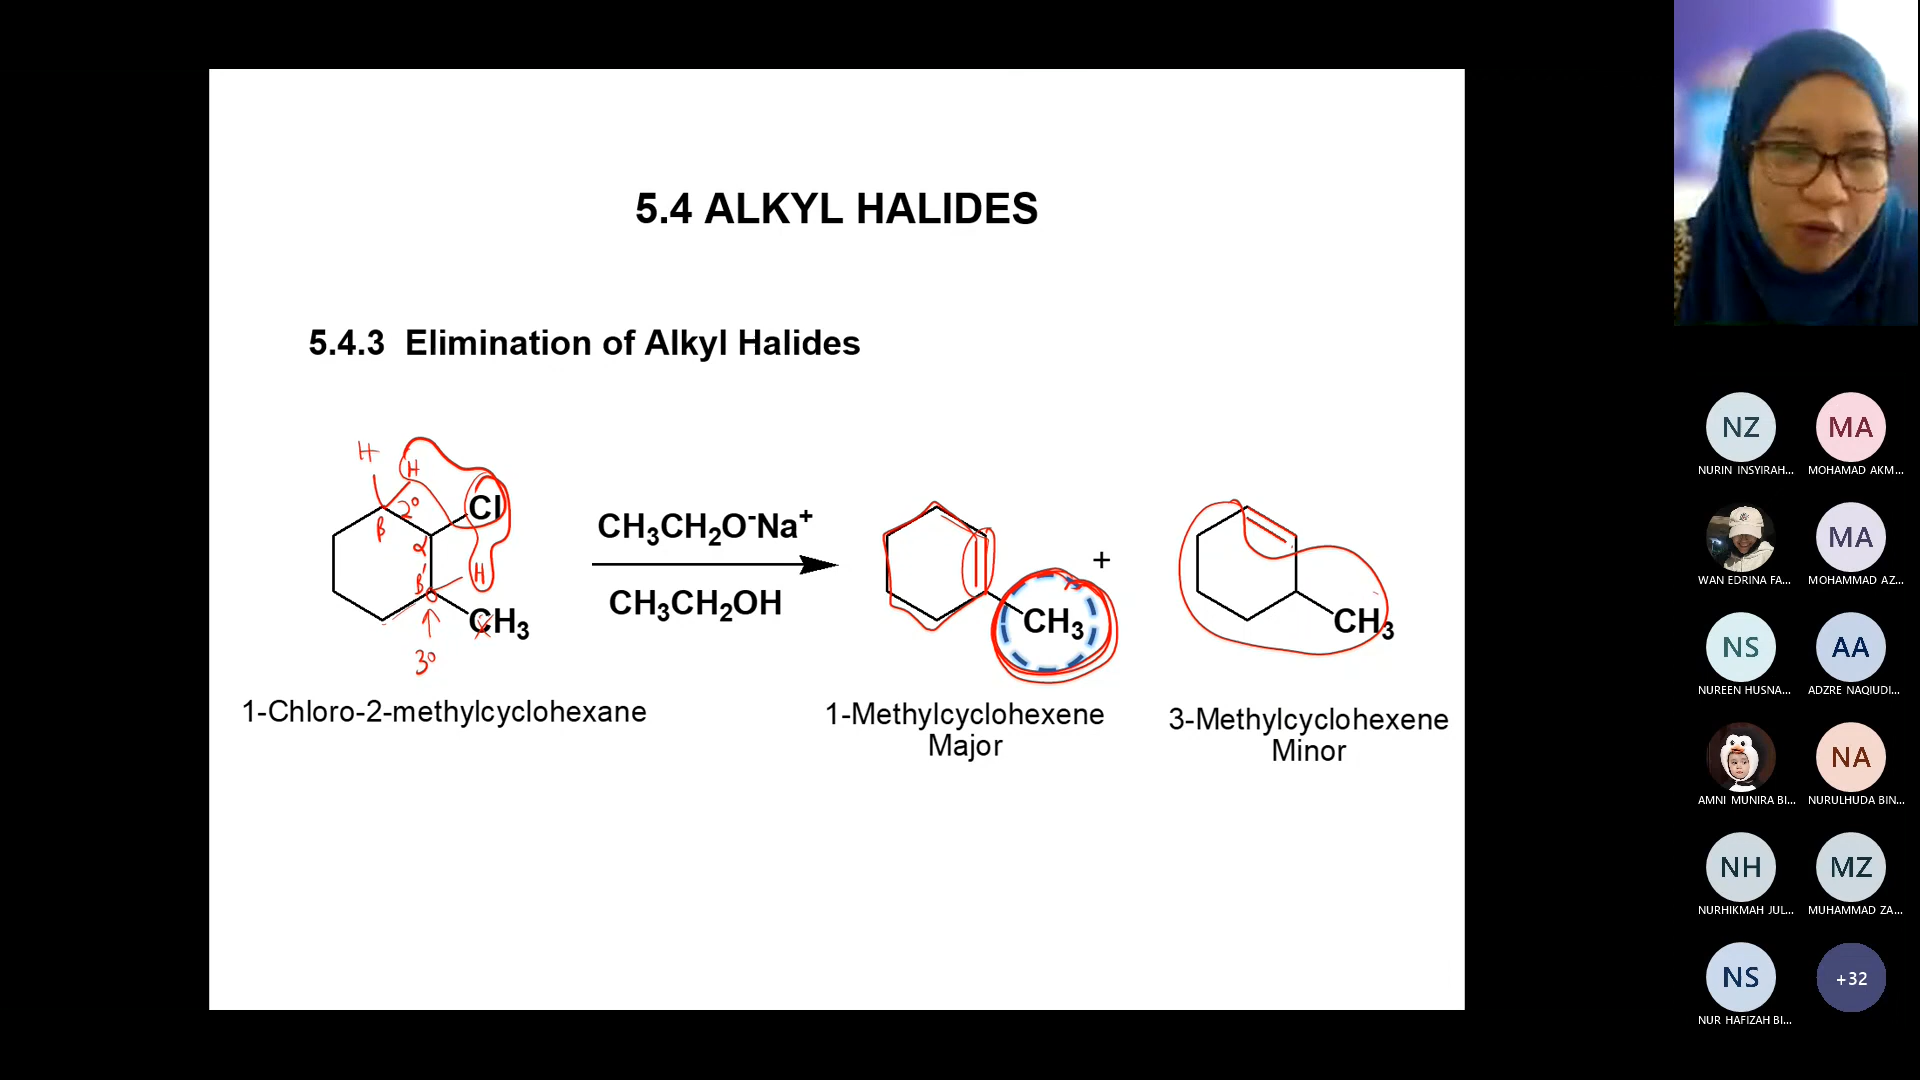 5.4 ALKYL HALIDES
5.4.3 Elimination of Alkyl Halides
H
H
2°
Cl
β
α
β'
H
CH3
3°
CH3CH2O-Na+
CH3CH2OH
CH3
+
CH3
1-Chloro-2-methylcyclohexane
1-Methylcyclohexene
Major
3-Methylcyclohexene
Minor
NZ
NURIN INSYIRAH...
MA
MOHAMAD AKM...
WAN EDRINA FA...
MA
MOHAMMAD AZ...
NS
NUREEN HUSNA...
AA
ADZRE NAQIUDI...
AMNI MUNIRA BI...
NA
NURULHUDA BIN...
NH
NURHIKMAH JUL...
MZ
MUHAMMAD ZA...
NS
NUR HAFIZAH BI...
+32